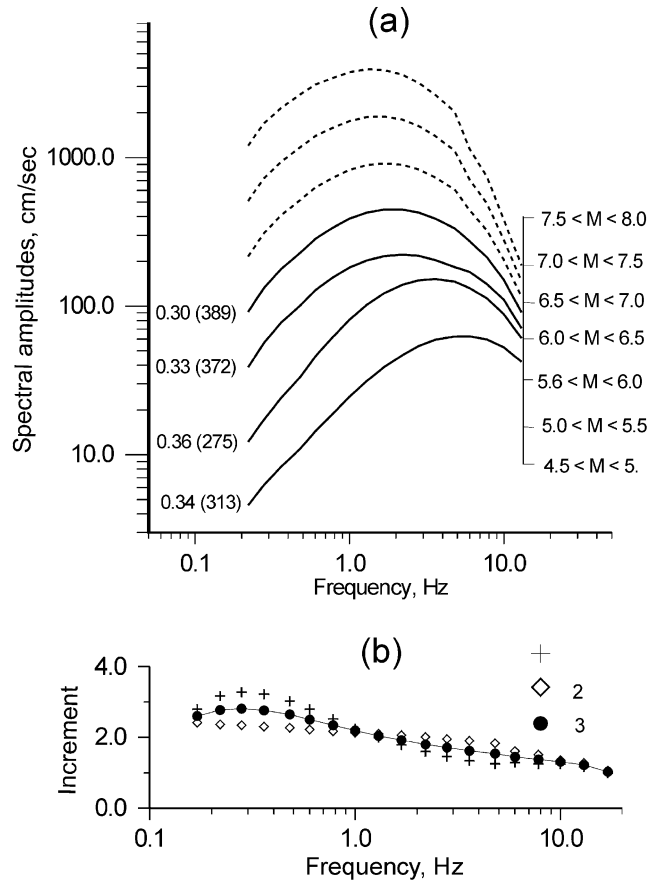 (a)
Spectral amplitudes, cm/sec
1000.0
100.0
10.0
0.30 (389)
0.33 (372)
0.36 (275)
0.34 (313)
7.5 < M < 8.0
7.0 < M < 7.5
6.5 < M < 7.0
6.0 < M < 6.5
5.6 < M < 6.0
5.0 < M < 5.5
4.5 < M < 5.
0.1
1.0
10.0
Frequency, Hz
(b)
Increment
4.0
2.0
0.0
2
3
0.1
1.0
10.0
Frequency, Hz